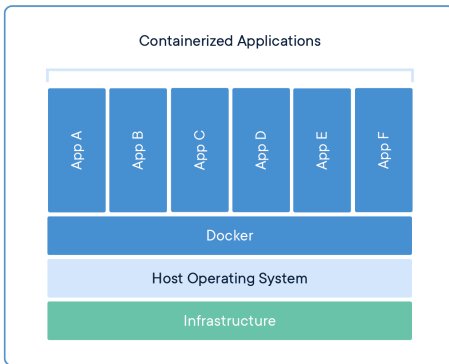 Containerized Applications
App A
App B
App C
App D
App E
App F
Docker
Host Operating System
Infrastructure